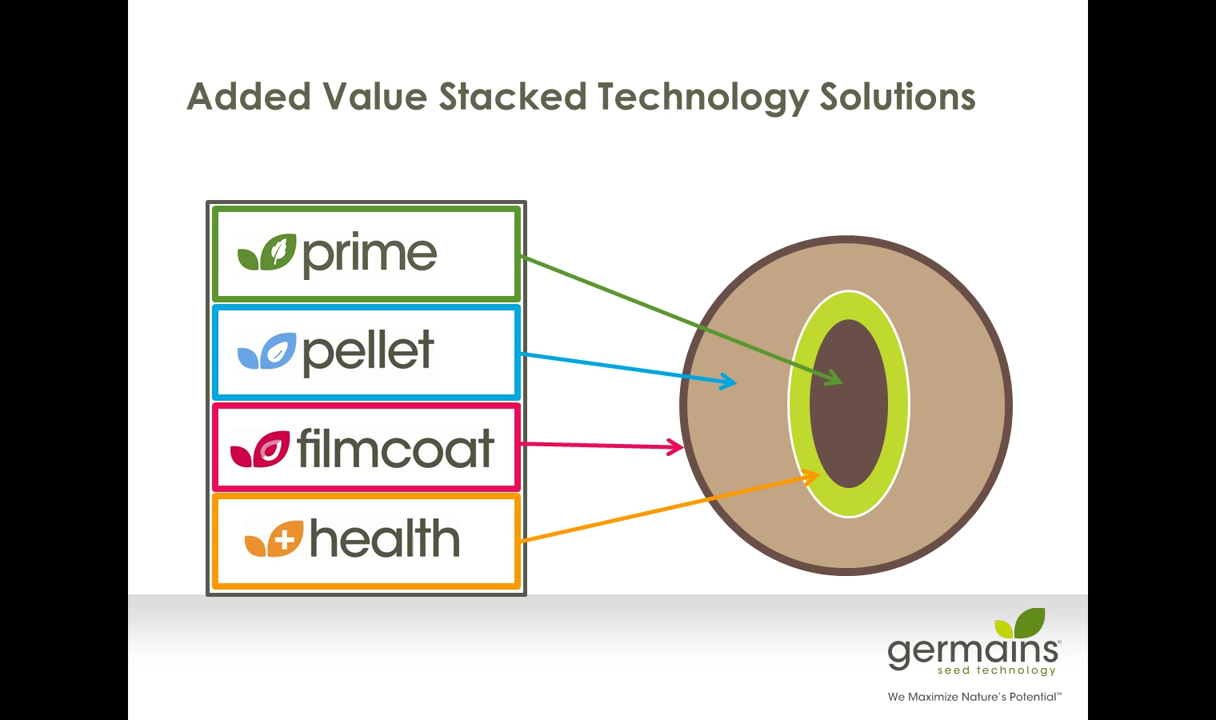 Added Value Stacked Technology Solutions
prime
pellet
filmcoat
health
germains®
seed technology
We Maximize Nature's Potential™